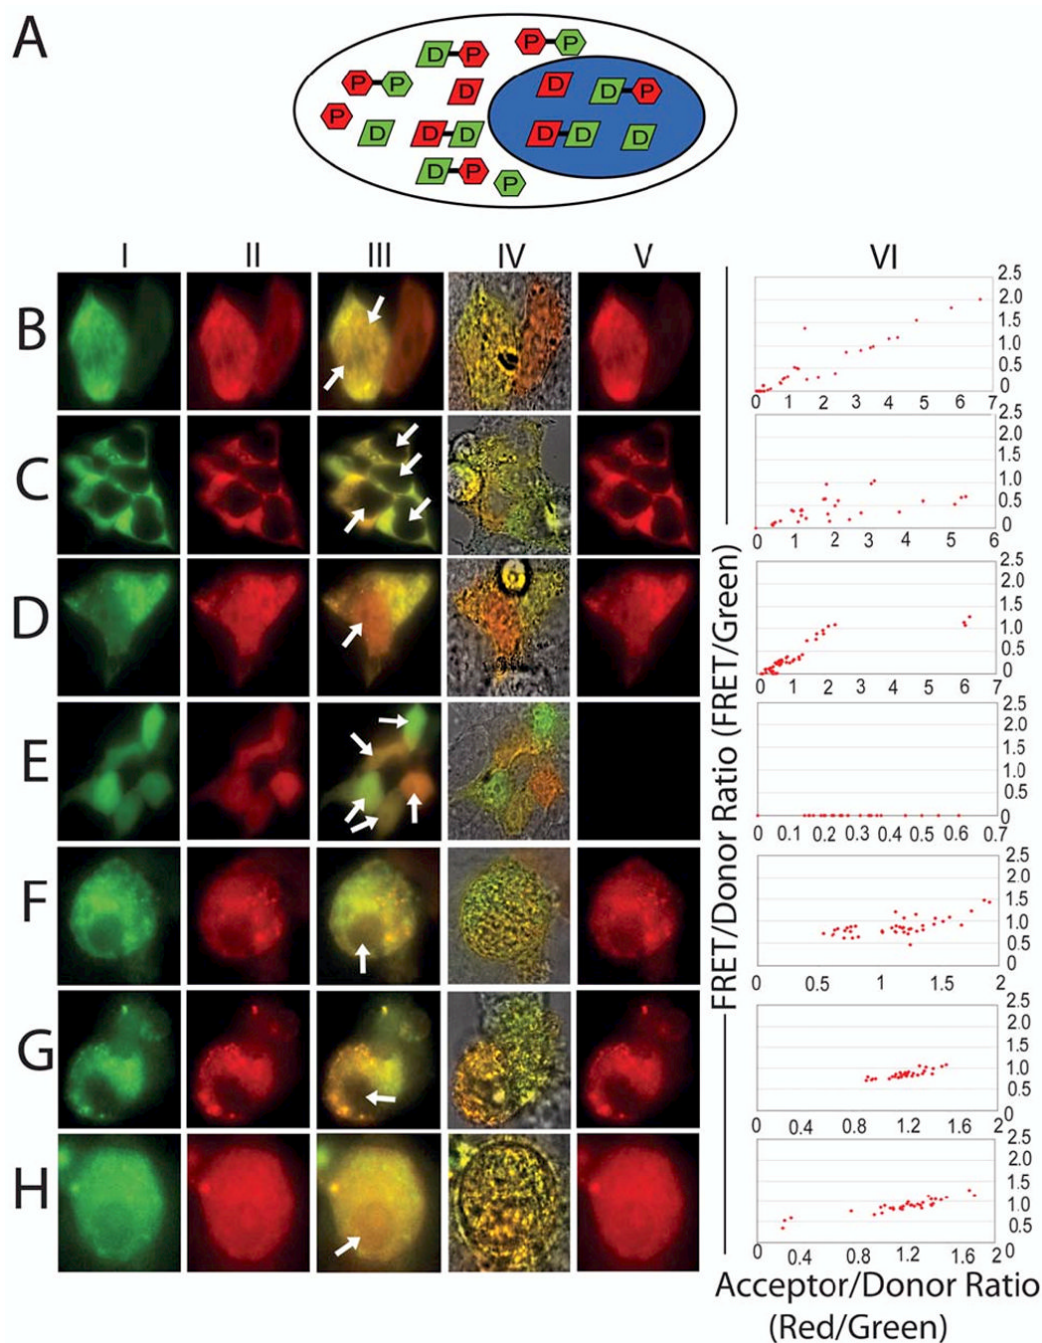 A
D P P P
P P D D D P
P D D D D D D
D P P
I II III IV V VI
B
2.5
2.0
1.5
1.0
0.5
0
0 1 2 3 4 5 6 7
C
2.5
2.0
1.5
1.0
0.5
0
0 1 2 3 4 5 6
D
2.5
2.0
1.5
1.0
0.5
0
0 1 2 3 4 5 6 7
E
2.5
2.0
1.5
1.0
0.5
0
0 0.1 0.2 0.3 0.4 0.5 0.6 0.7
F
2.5
2.0
1.5
1.0
0.5
0
0.5 1 1.5 2
G
2.5
2.0
1.5
1.0
0.5
0
0 0.4 0.8 1.2 1.6 2
H
2.5
2.0
1.5
1.0
0.5
0
0 0.4 0.8 1.2 1.6 2
FRET/Donor Ratio (FRET/Green)
Acceptor/Donor Ratio
(Red/Green)